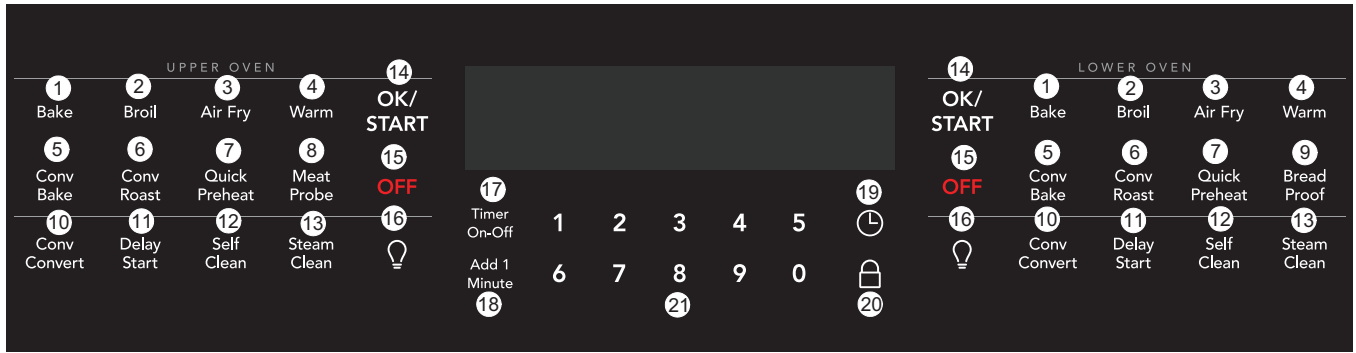 UPPER OVEN
1 2 3 4 14
Bake Broil Air Fry Warm OK/
START
5 6 7 8 15
Conv Conv Quick Meat OFF
Bake Roast Preheat Probe
10 11 12 13 16
Conv Delay Self Steam
Convert Start Clean Clean
17 19
Timer 1 2 3 4 5
On-Off
Add 1 6 7 8 9 0
Minute
18 21 20
LOWER OVEN
14 1 2 3 4
OK/ Bake Broil Air Fry Warm
START
15 5 6 7 9
OFF Conv Conv Quick Bread
Bake Roast Preheat Proof
16 10 11 12 13
Conv Delay Self Steam
Convert Start Clean Clean